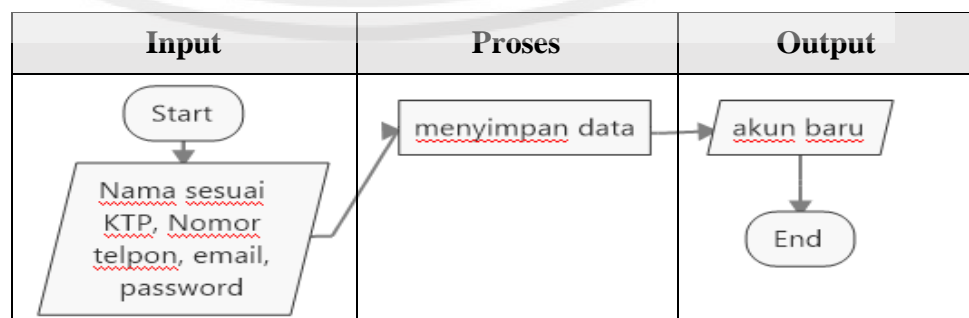 Input Proses Output
Start
Nama sesuai
KTP, Nomor
telpon, email,
password
menyimpan data
akun baru
End